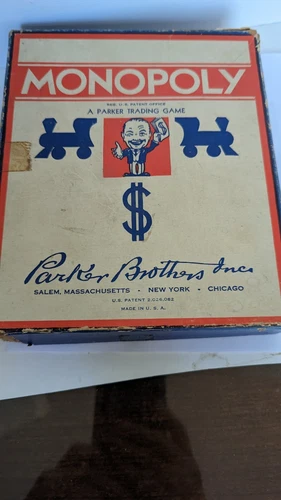 MONOPOLY
REG. U. S. PATENT OFFICE
A PARKER TRADING GAME
$
$
Parker Brothers Inc.
SALEM, MASSACHUSETTS • NEW YORK • CHICAGO
U.S. PATENT 2,026,082
MADE IN U. S. A.